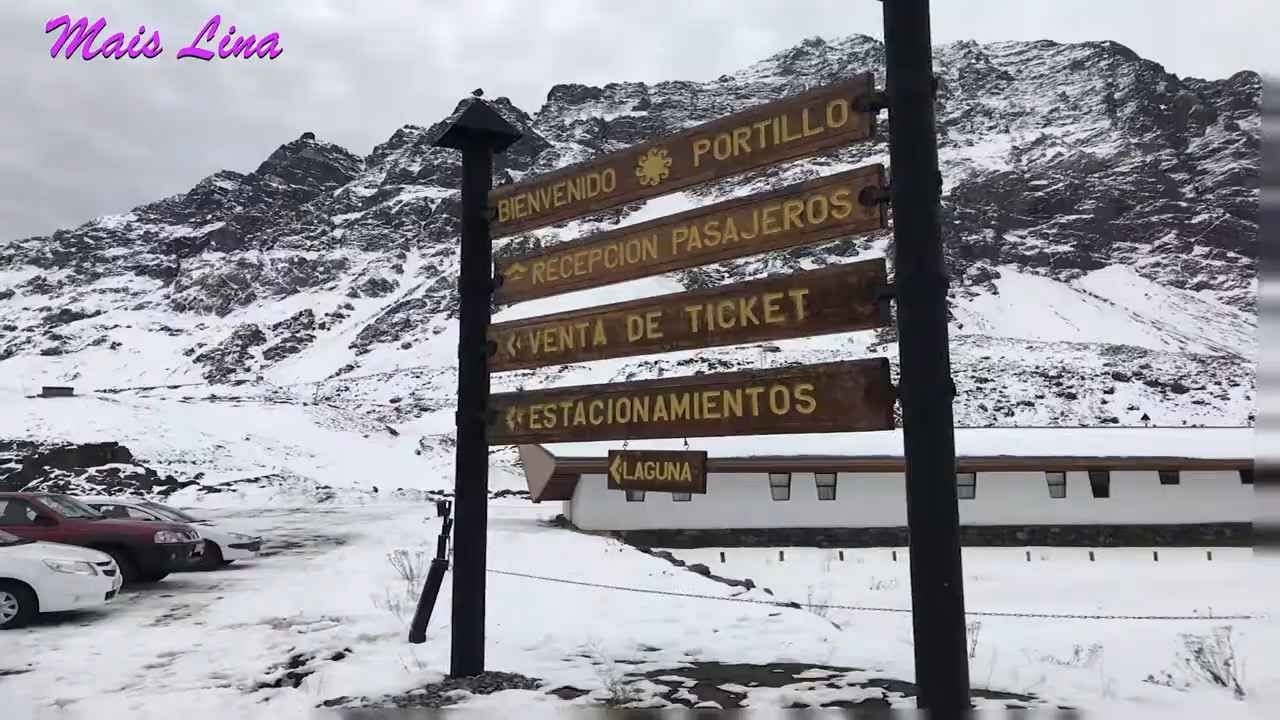 Mais Lina
BIENVENIDO PORTILLO
RECEPCION PASAJEROS
VENTA DE TICKET
ESTACIONAMIENTOS
LAGUNA